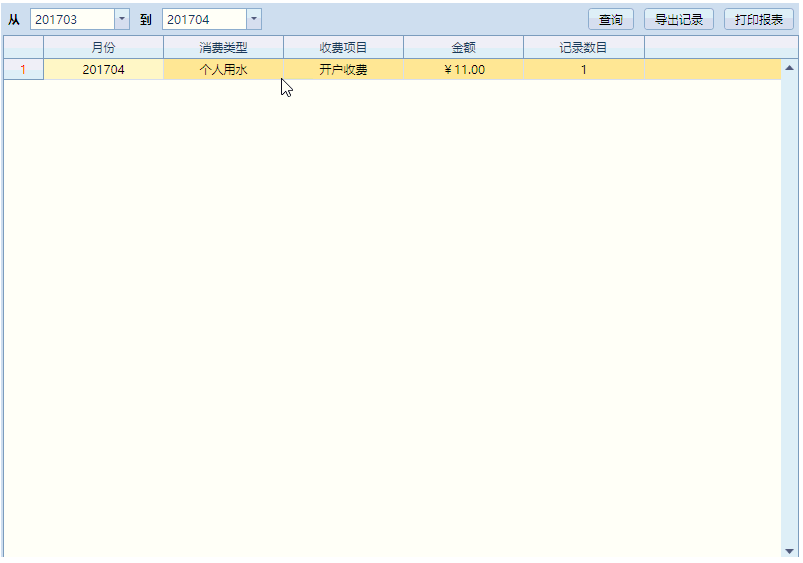 从 201703 到 201704 查询 导出记录 打印报表
月份 消费类型 收费项目 金额 记录数目
1 201704 个人用水 开户收费 ￥11.00 1